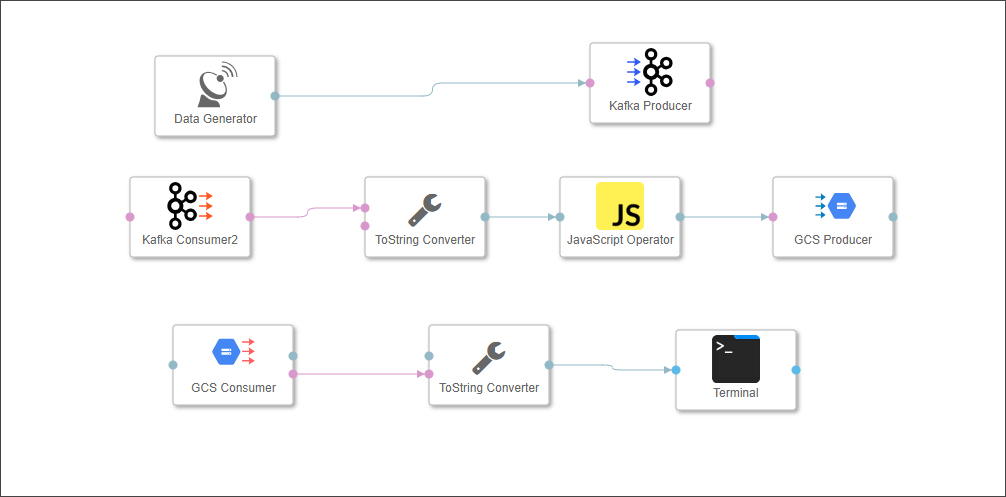 Data Generator
Kafka Producer
Kafka Consumer2
ToString Converter
JS
JavaScript Operator
GCS Producer
GCS Consumer
ToString Converter
>_
Terminal